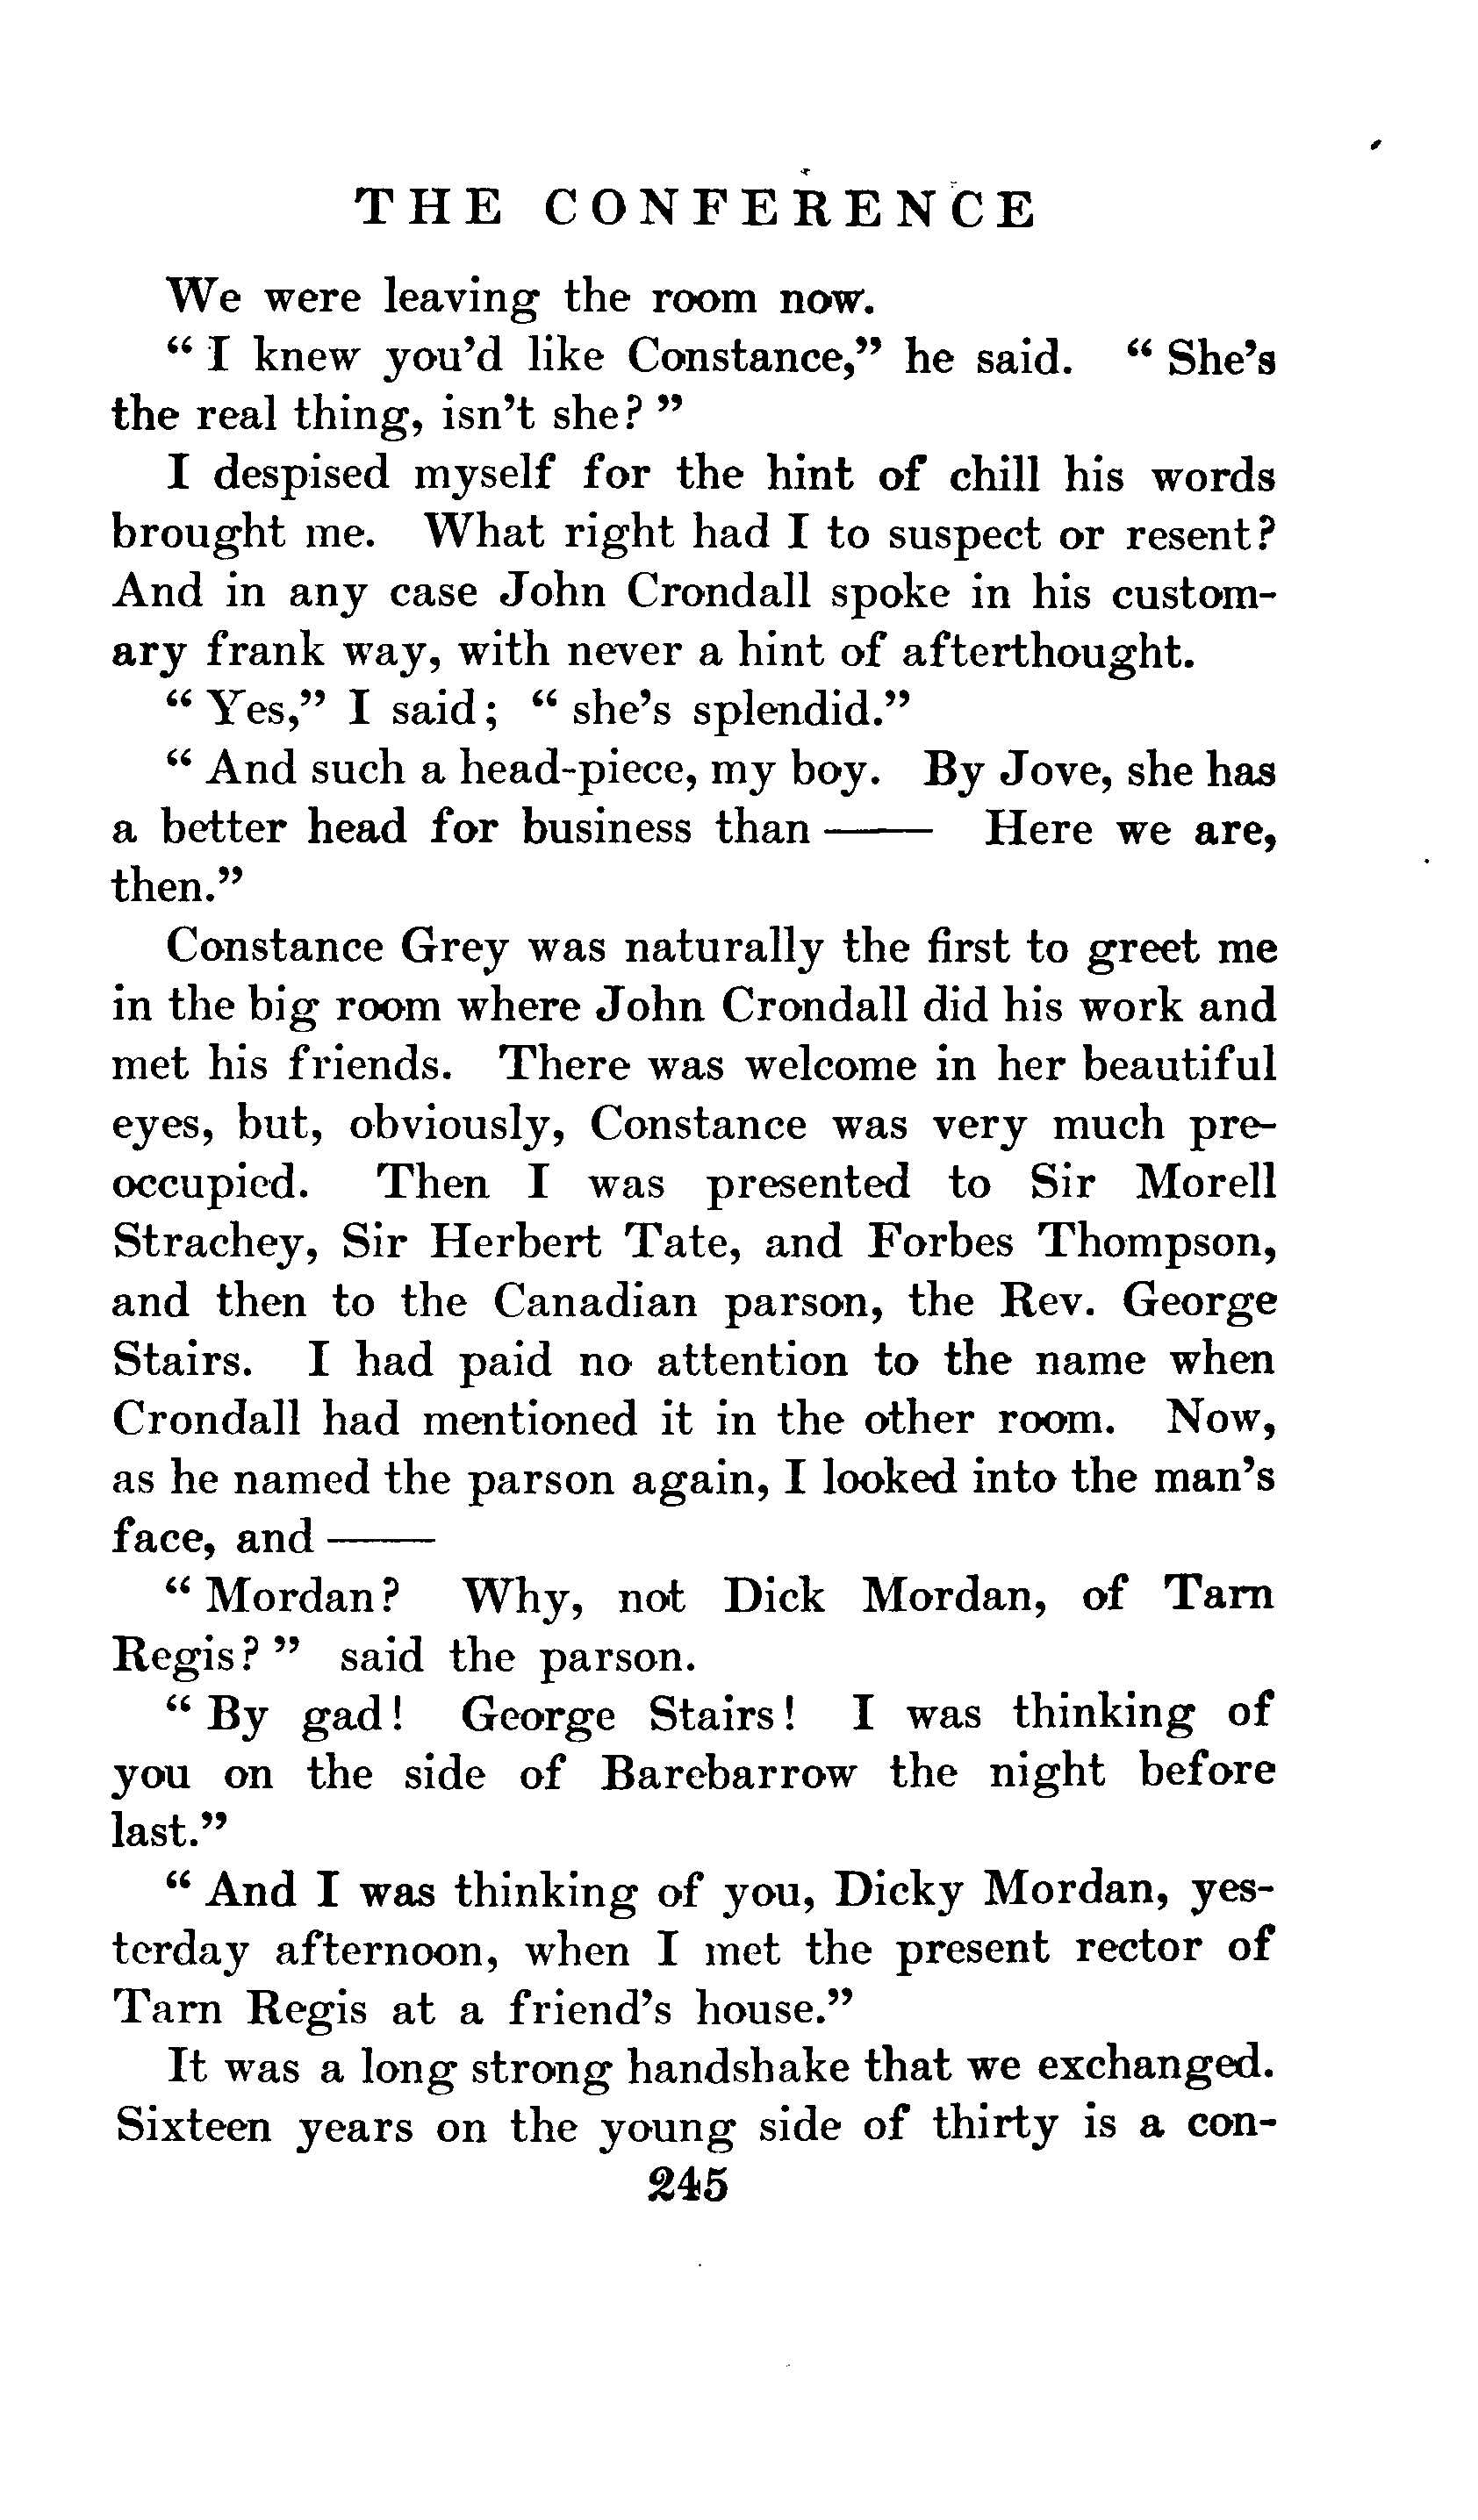 THE CONFERENCE
We were leaving the room now.
“ I knew you’d like Constance,” he said. “ She’s
the real thing, isn’t she? ”
I despised myself for the hint of chill his words
brought me. What right had I to suspect or resent?
And in any case John Crondall spoke in his custom-
ary frank way, with never a hint of afterthought.
“ Yes,” I said; “ she’s splendid.”
“ And such a head-piece, my boy. By Jove, she has
a better head for business than —— Here we are,
then.”
Constance Grey was naturally the first to greet me
in the big room where John Crondall did his work and
met his friends. There was welcome in her beautiful
eyes, but, obviously, Constance was very much pre-
occupied. Then I was presented to Sir Morell
Strachey, Sir Herbert Tate, and Forbes Thompson,
and then to the Canadian parson, the Rev. George
Stairs. I had paid no attention to the name when
Crondall had mentioned it in the other room. Now,
as he named the parson again, I looked into the man’s
face, and ——
“ Mordan? Why, not Dick Mordan, of Tarn
Regis? ” said the parson.
“ By gad! George Stairs! I was thinking of
you on the side of Barebarrow the night before
last.”
“ And I was thinking of you, Dicky Mordan, yes-
terday afternoon, when I met the present rector of
Tarn Regis at a friend’s house.”
It was a long strong handshake that we exchanged.
Sixteen years on the young side of thirty is a con-
245